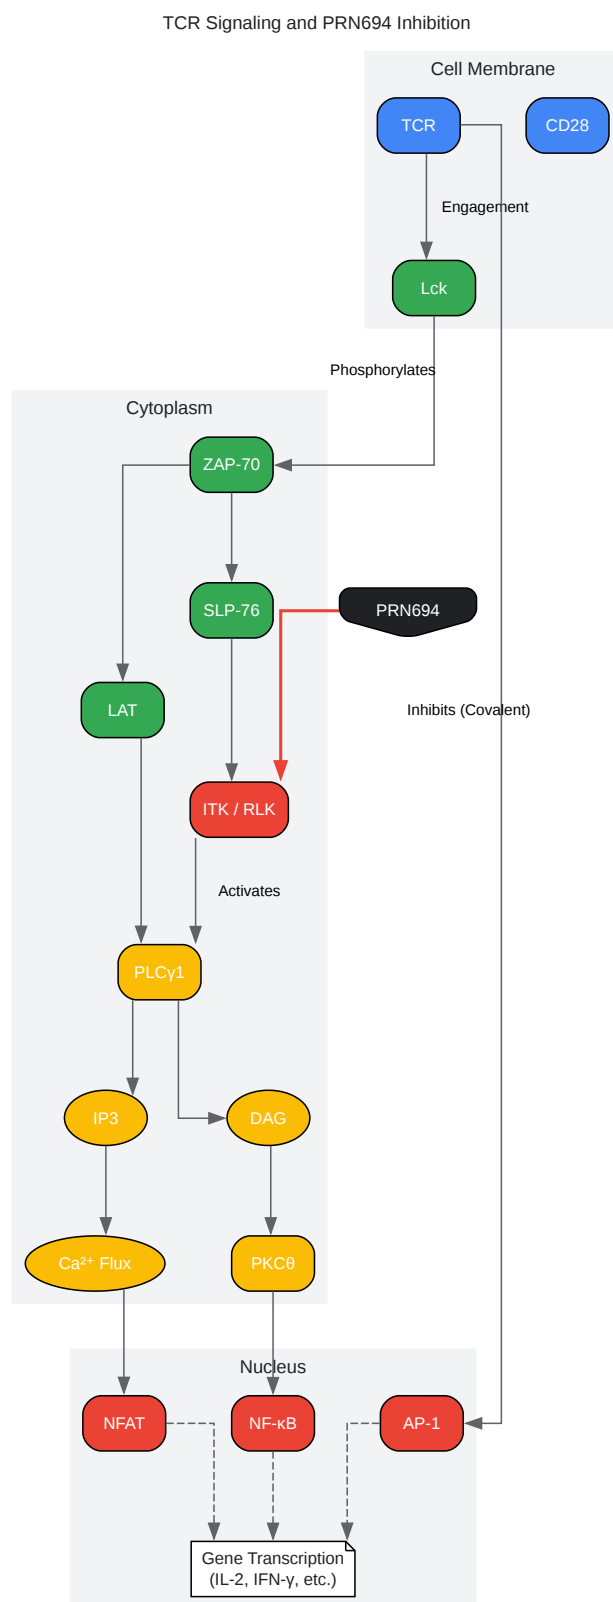 TCR Signaling and PRN694 Inhibition
Cell Membrane
TCR
CD28
Engagement
Lck
Phosphorylates
Cytoplasm
ZAP-70
SLP-76
PRN694
LAT
Inhibits (Covalent)
ITK / RLK
Activates
PLCγ1
IP3
DAG
Ca²⁺ Flux
PKCθ
Nucleus
NFAT
NF-κB
AP-1
Gene Transcription
(IL-2, IFN-γ, etc.)